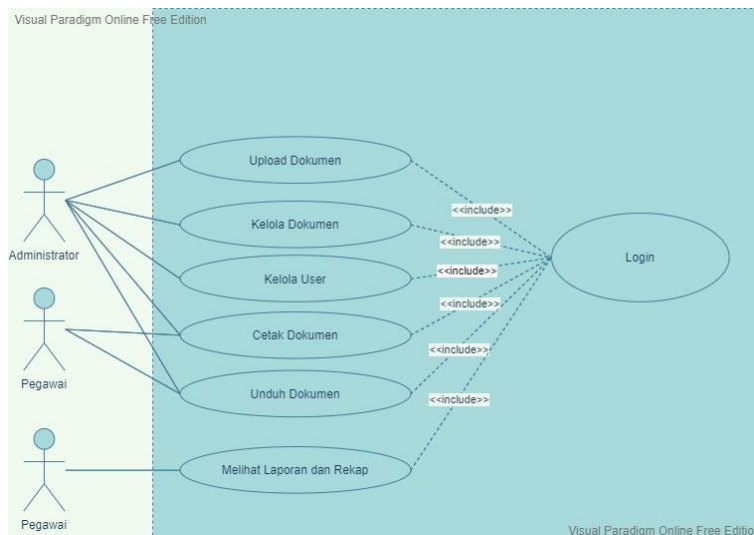 Visual Paradigm Online Free Edition
Upload Dokumen
<<include>>
Kelola Dokumen
<<include>>
Administrator
Login
Kelola User
<<include>>
<<include>>
Cetak Dokumen
<<include>>
Pegawai
Unduh Dokumen
<<include>>
Melihat Laporan dan Rekap
Pegawai
Visual Paradigm Online Free Editio